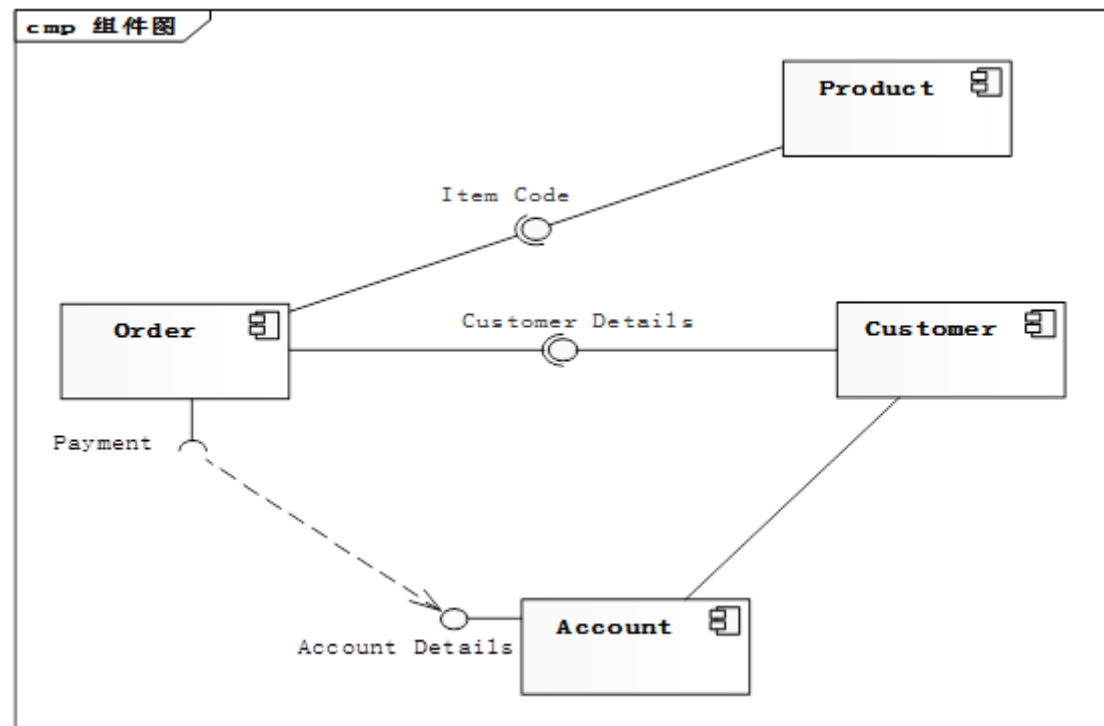 cmp 组件图
Product
Item Code
Order
Customer Details
Customer
Payment
Account
Account Details